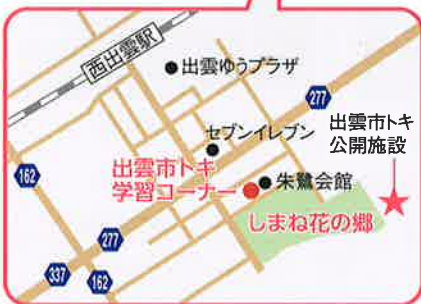 西出雲駅
出雲ゆうプラザ
277
セブンイレブン
出雲市トキ
公開施設
162
出雲市トキ
学習コーナー
朱鷺会館
しまね花の郷
277
337
162